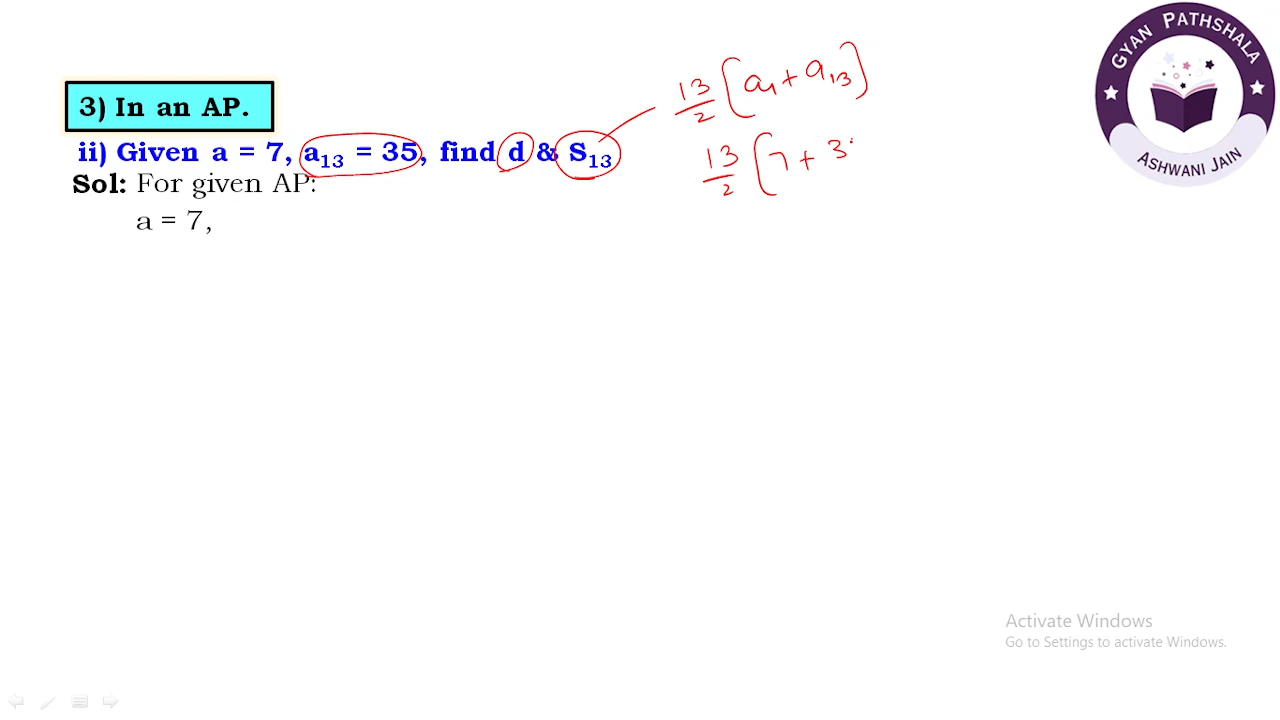 3) In an AP.
ii) Given a = 7, a₁₃ = 35, find d & S₁₃
Sol: For given AP:
a = 7,
13/2 [a₁ + a₁₃]
13/2 [7 + 3
GYAN PATHSHALA
ASHWANI JAIN
Activate Windows
Go to Settings to activate Windows.